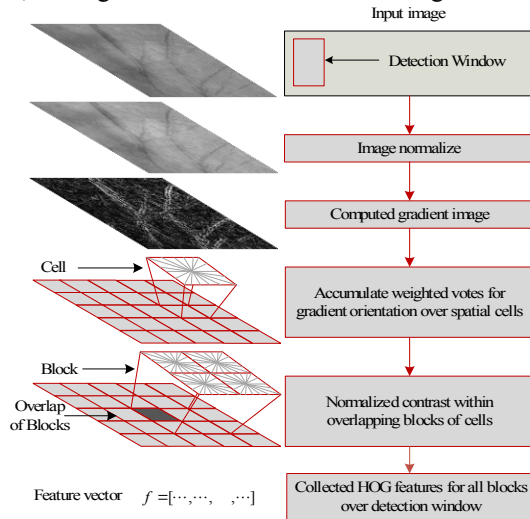 Input image
Detection Window
Image normalize
Computed gradient image
Cell
Accumulate weighted votes for
gradient orientation over spatial cells
Block
Overlap
of Blocks
Normalized contrast within
overlapping blocks of cells
Collected HOG features for all blocks
over detection window
Feature vector f =[⋯,⋯, ,⋯]